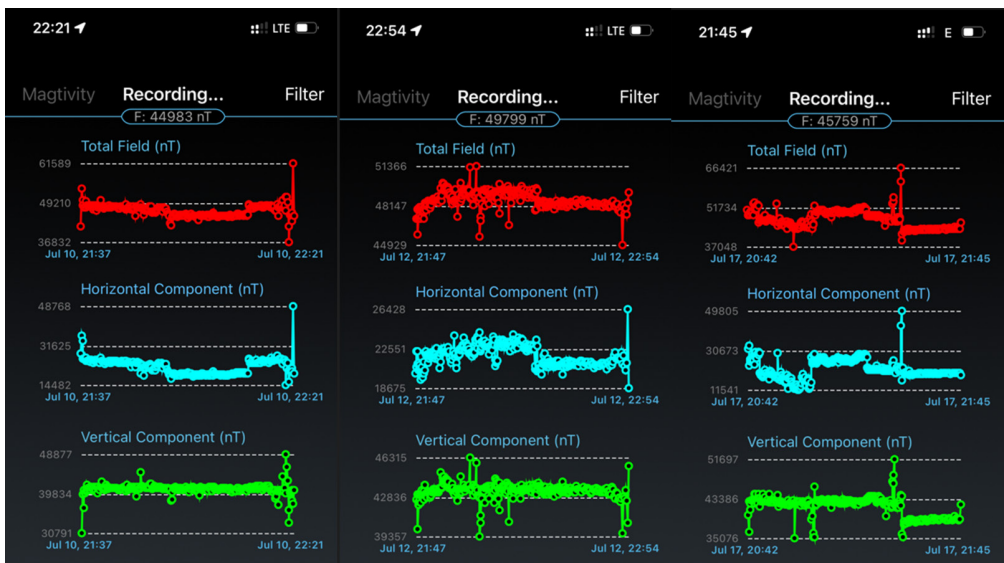 22:21 LTE
Magtivity Recording... Filter
F: 44983 nT
Total Field (nT)
61589
49210
36832
Jul 10, 21:37 Jul 10, 22:21
Horizontal Component (nT)
48768
31625
14482
Jul 10, 21:37 Jul 10, 22:21
Vertical Component (nT)
48877
39834
30791
Jul 10, 21:37 Jul 10, 22:21
22:54 LTE
Magtivity Recording... Filter
F: 49799 nT
Total Field (nT)
51366
48147
44929
Jul 12, 21:47 Jul 12, 22:54
Horizontal Component (nT)
26428
22551
18675
Jul 12, 21:47 Jul 12, 22:54
Vertical Component (nT)
46315
42836
39357
Jul 12, 21:47 Jul 12, 22:54
21:45 E
Magtivity Recording... Filter
F: 45759 nT
Total Field (nT)
66421
51734
37048
Jul 17, 20:42 Jul 17, 21:45
Horizontal Component (nT)
49805
30673
11541
Jul 17, 20:42 Jul 17, 21:45
Vertical Component (nT)
51697
43386
35076
Jul 17, 20:42 Jul 17, 21:45